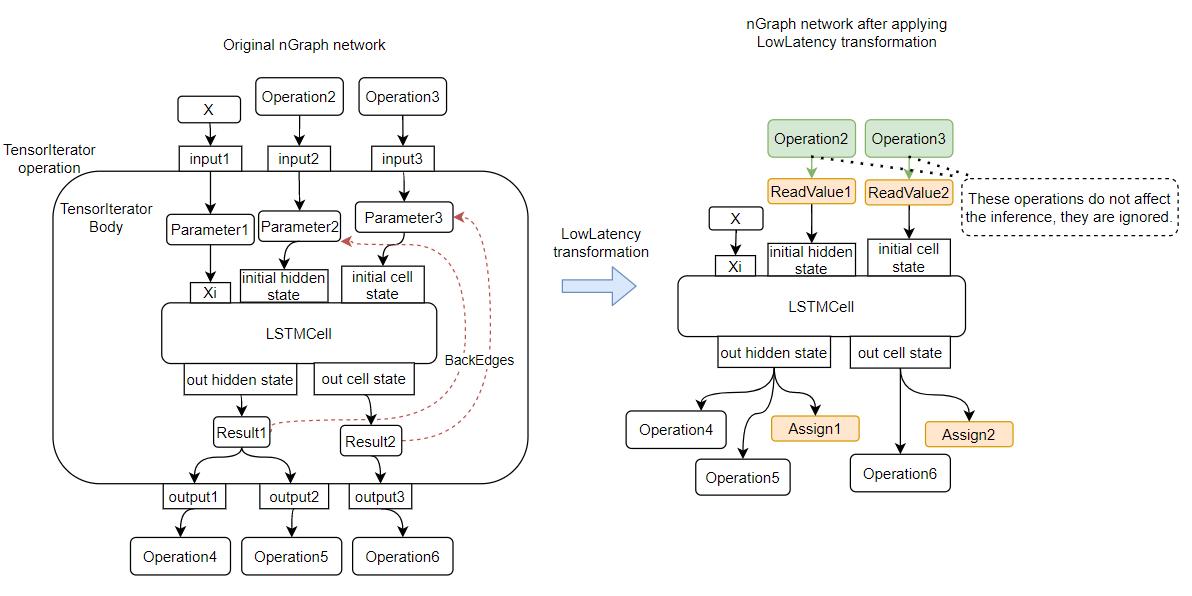 Original nGraph network
X
Operation2
Operation3
TensorIterator
operation
input1
input2
input3
TensorIterator
Body
Parameter1
Parameter2
Parameter3
Xi
initial hidden
state
initial cell
state
LSTMCell
BackEdges
out hidden state
out cell state
Result1
Result2
output1
output2
output3
Operation4
Operation5
Operation6
LowLatency
transformation
nGraph network after applying
LowLatency transformation
Operation2
Operation3
ReadValue1
ReadValue2
These operations do not affect
the inference, they are ignored.
X
Xi
initial hidden
state
initial cell
state
LSTMCell
out hidden state
out cell state
Operation4
Assign1
Assign2
Operation5
Operation6